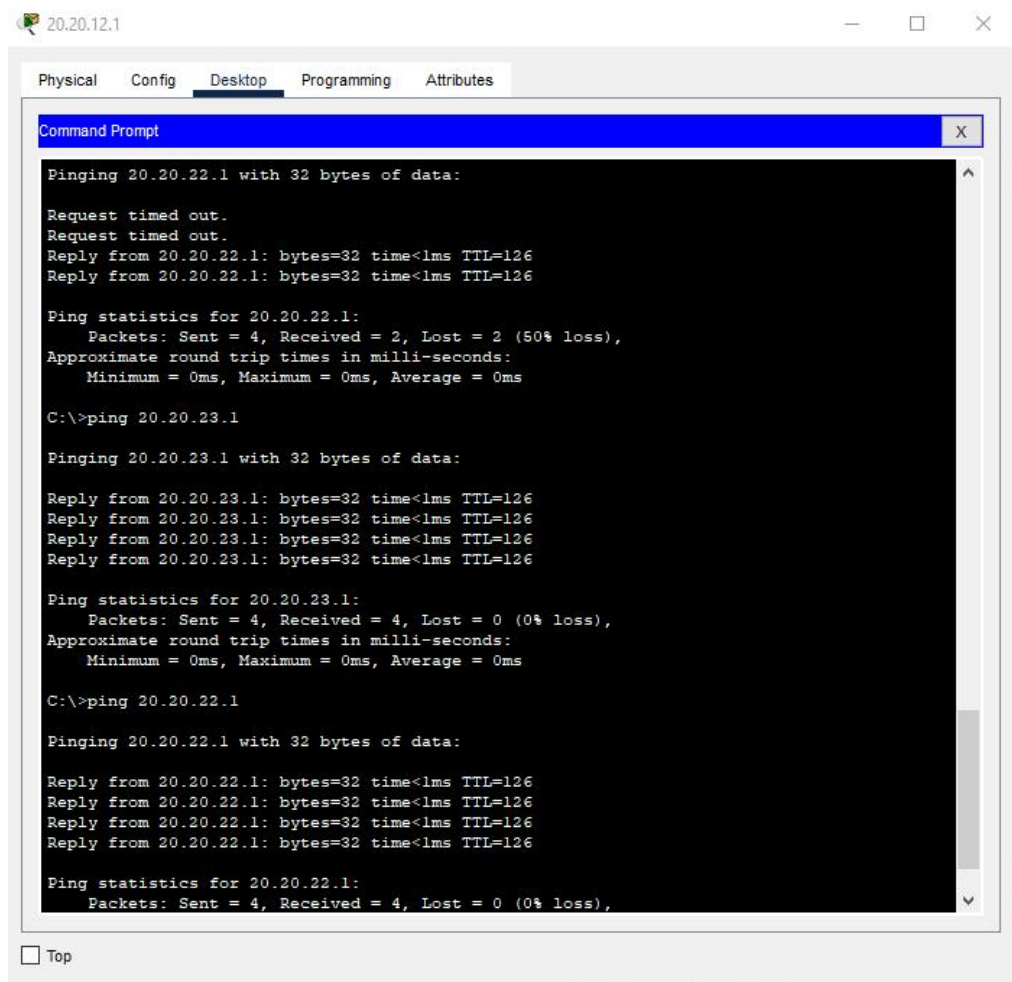 20.20.12.1
Physical Config Desktop Programming Attributes
Command Prompt X
Pinging 20.20.22.1 with 32 bytes of data:
Request timed out.
Request timed out.
Reply from 20.20.22.1: bytes=32 time<1ms TTL=126
Reply from 20.20.22.1: bytes=32 time<1ms TTL=126
Ping statistics for 20.20.22.1:
Packets: Sent = 4, Received = 2, Lost = 2 (50% loss),
Approximate round trip times in milli-seconds:
Minimum = 0ms, Maximum = 0ms, Average = 0ms
C:\>ping 20.20.23.1
Pinging 20.20.23.1 with 32 bytes of data:
Reply from 20.20.23.1: bytes=32 time<1ms TTL=126
Reply from 20.20.23.1: bytes=32 time<1ms TTL=126
Reply from 20.20.23.1: bytes=32 time<1ms TTL=126
Reply from 20.20.23.1: bytes=32 time<1ms TTL=126
Ping statistics for 20.20.23.1:
Packets: Sent = 4, Received = 4, Lost = 0 (0% loss),
Approximate round trip times in milli-seconds:
Minimum = 0ms, Maximum = 0ms, Average = 0ms
C:\>ping 20.20.22.1
Pinging 20.20.22.1 with 32 bytes of data:
Reply from 20.20.22.1: bytes=32 time<1ms TTL=126
Reply from 20.20.22.1: bytes=32 time<1ms TTL=126
Reply from 20.20.22.1: bytes=32 time<1ms TTL=126
Reply from 20.20.22.1: bytes=32 time<1ms TTL=126
Ping statistics for 20.20.22.1:
Packets: Sent = 4, Received = 4, Lost = 0 (0% loss),
Top